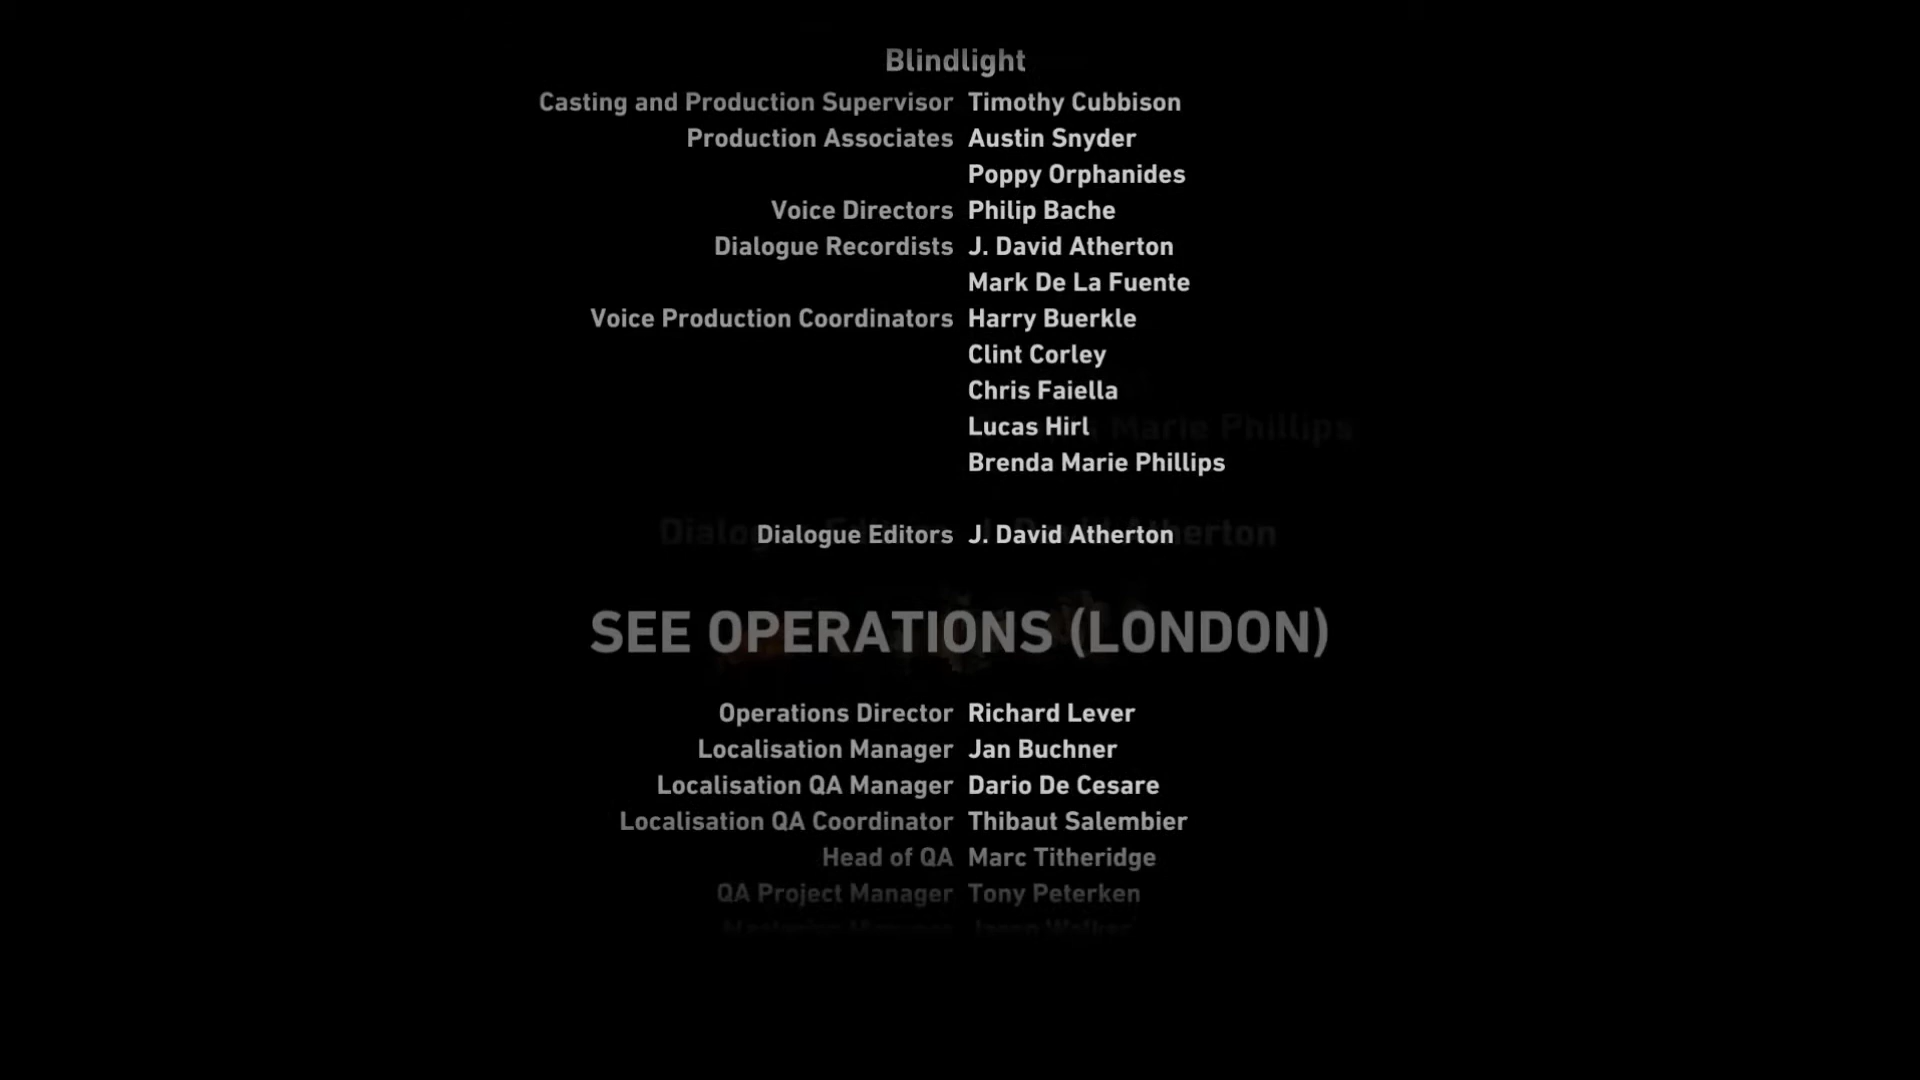 Blindlight
Casting and Production Supervisor Timothy Cubbison
Production Associates Austin Snyder
Poppy Orphanides
Voice Directors Philip Bache
Dialogue Recordists J. David Atherton
Mark De La Fuente
Voice Production Coordinators Harry Buerkle
Clint Corley
Chris Faiella
Lucas Hirl
Brenda Marie Phillips
Dialogue Editors J. David Atherton
SEE OPERATIONS (LONDON)
Operations Director Richard Lever
Localisation Manager Jan Buchner
Localisation QA Manager Dario De Cesare
Localisation QA Coordinator Thibaut Salembier
Head of QA Marc Titheridge
QA Project Manager Tony Peterken